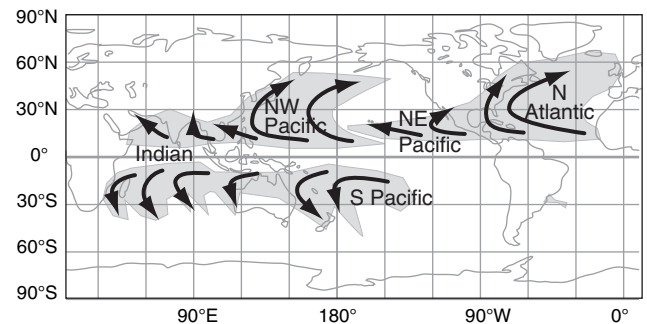 90°N
60°N
30°N
0°
30°S
60°S
90°S
NW
Pacific
NE
Pacific
N
Atlantic
Indian
S Pacific
90°E
180°
90°W
0°